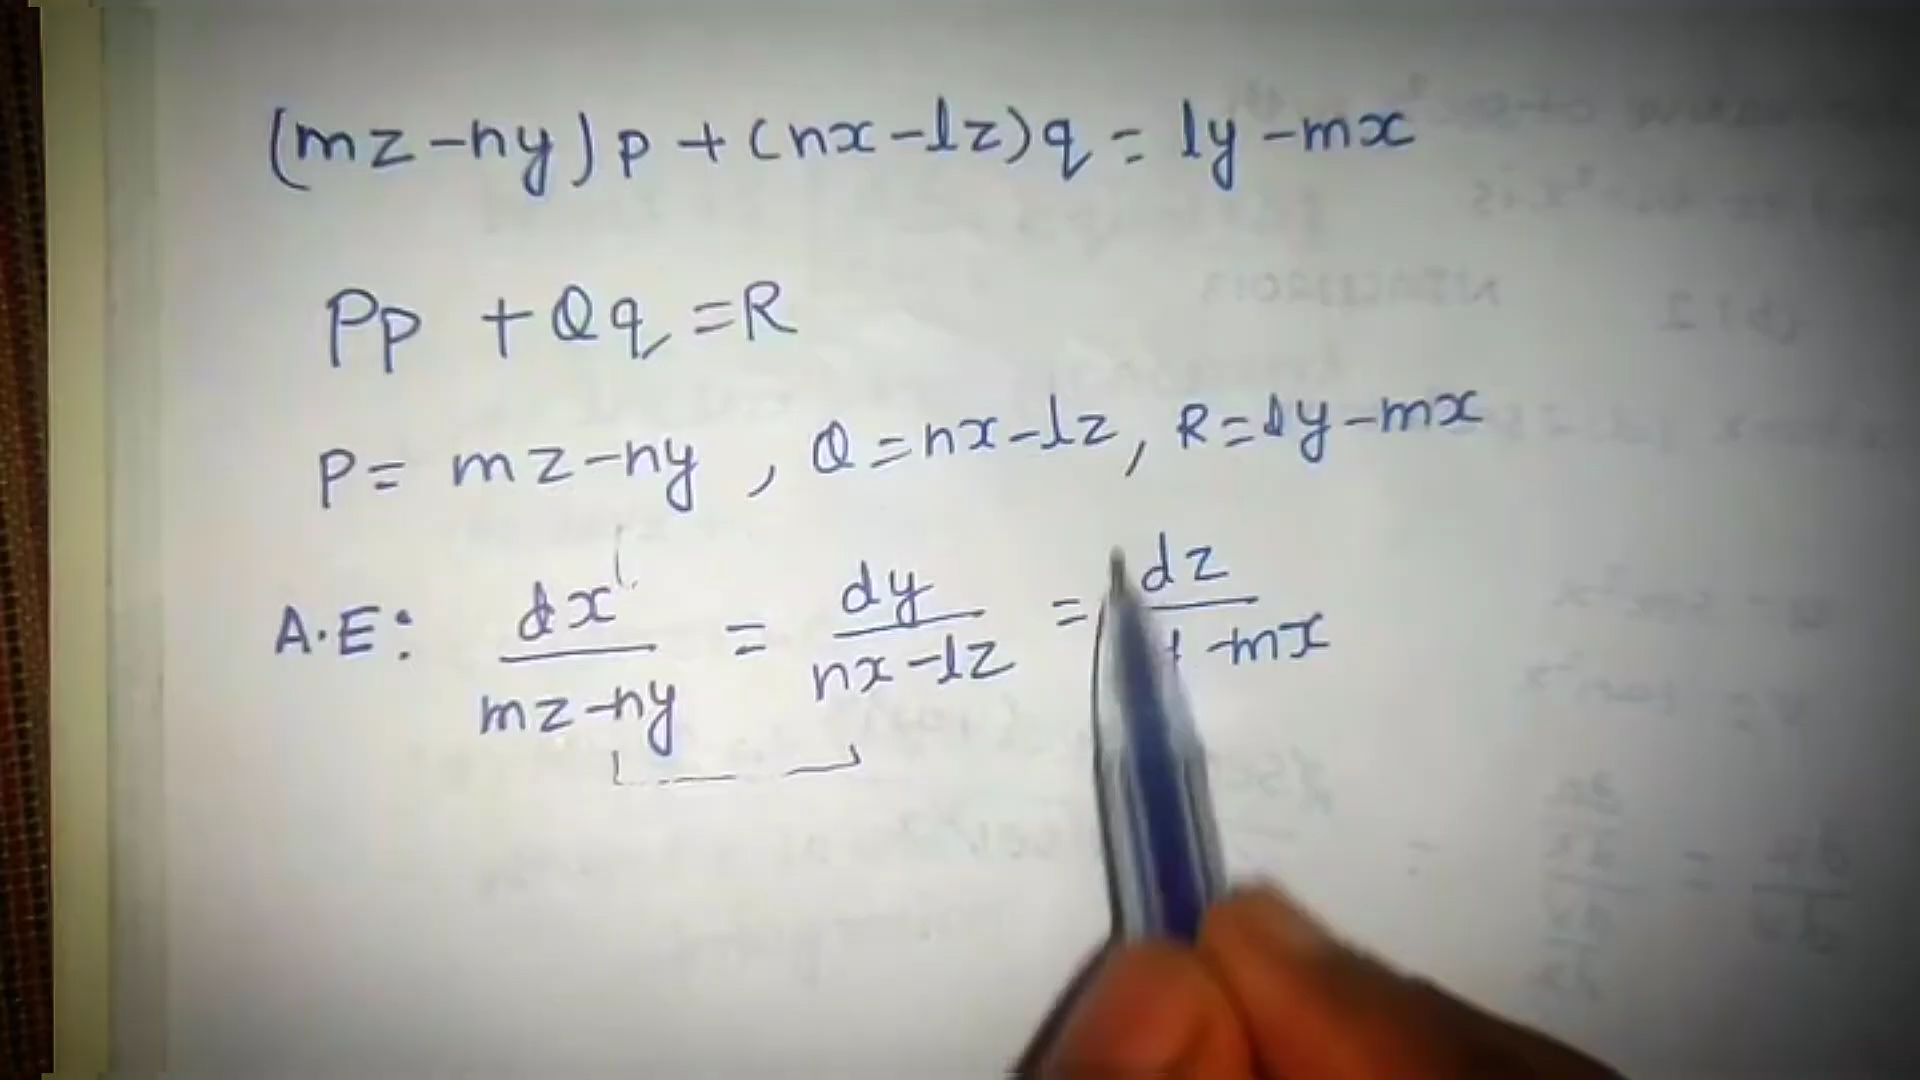 (mz-ny)p+(nx-lz)q=ly-mx
Pp +Qq=R
P= mz-ny, Q=nx-lz, R=ly-mx
A.E: dx/mz-ny = dy/nx-lz = dz/-mx